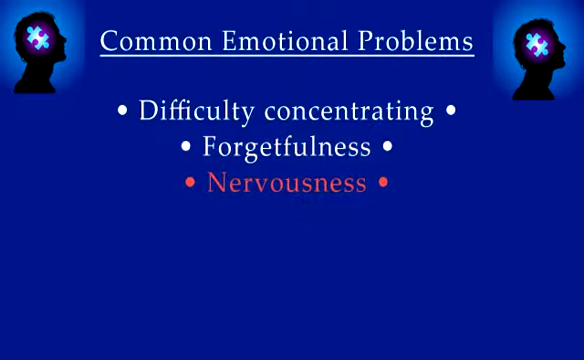 Common Emotional Problems
• Difficulty concentrating •
• Forgetfulness •
• Nervousness •